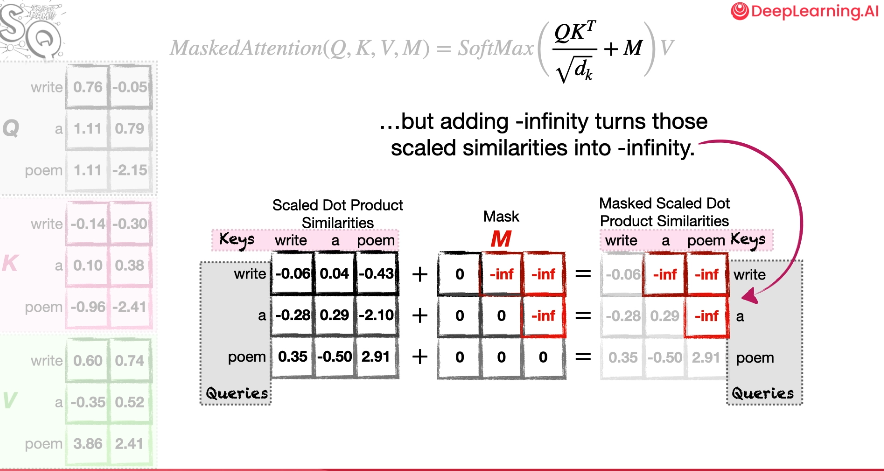 SQ
DeepLearning.AI
MaskedAttention(Q, K, V, M) = SoftMax(QK^T / √d_k + M)V
…but adding -infinity turns those
scaled similarities into -infinity.
write 0.76 -0.05
Q a 1.11 0.79
poem 1.11 -2.15
write -0.14 -0.30
K a 0.10 0.38
poem -0.96 -2.41
write 0.60 0.74
V a -0.35 0.52
poem 3.86 2.41
Scaled Dot Product
Similarities
Keys write a poem
write -0.06 0.04 -0.43
a -0.28 0.29 -2.10
poem 0.35 -0.50 2.91
Queries
+
+
+
Mask
M
0 -inf -inf
0 0 -inf
0 0 0
=
=
=
Masked Scaled Dot
Product Similarities
write a poem Keys
-0.06 -inf -inf write
-0.28 0.29 -inf a
0.35 -0.50 2.91 poem
Queries